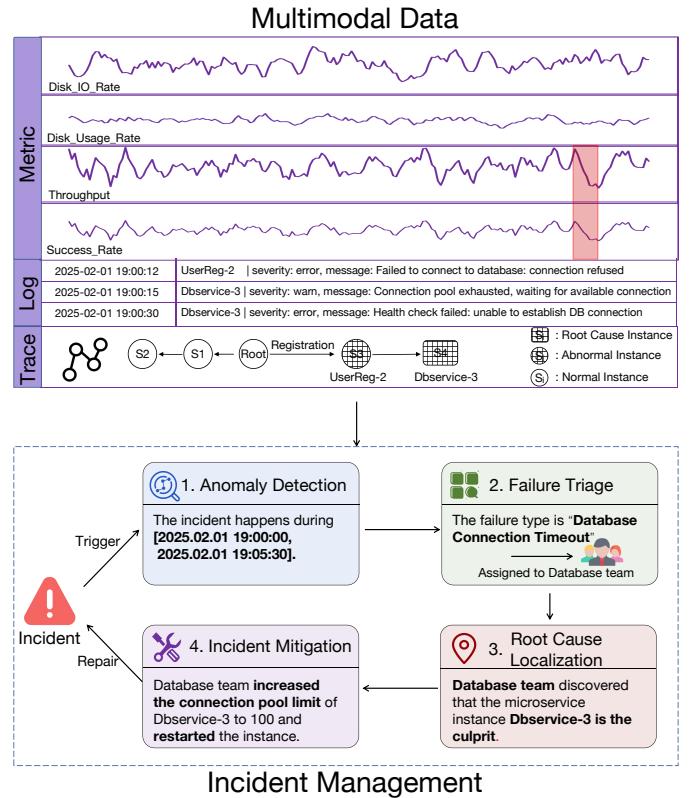 Multimodal Data
Metric
Disk_IO_Rate
Disk_Usage_Rate
Throughput
Success_Rate
Log
2025-02-01 19:00:12 UserReg-2 | severity: error, message: Failed to connect to database: connection refused
2025-02-01 19:00:15 Dbservice-3 | severity: warn, message: Connection pool exhausted, waiting for available connection
2025-02-01 19:00:30 Dbservice-3 | severity: error, message: Health check failed: unable to establish DB connection
Trace
S2 S1 Root Registration S3 S4
UserReg-2 Dbservice-3
Si : Root Cause Instance
Si : Abnormal Instance
Si : Normal Instance
Incident
Trigger
Repair
1. Anomaly Detection
The incident happens during
[2025.02.01 19:00:00,
2025.02.01 19:05:30].
2. Failure Triage
The failure type is “Database
Connection Timeout”
Assigned to Database team
3. Root Cause
Localization
Database team discovered
that the microservice
instance Dbservice-3 is the
culprit.
4. Incident Mitigation
Database team increased
the connection pool limit of
Dbservice-3 to 100 and
restarted the instance.
Incident Management